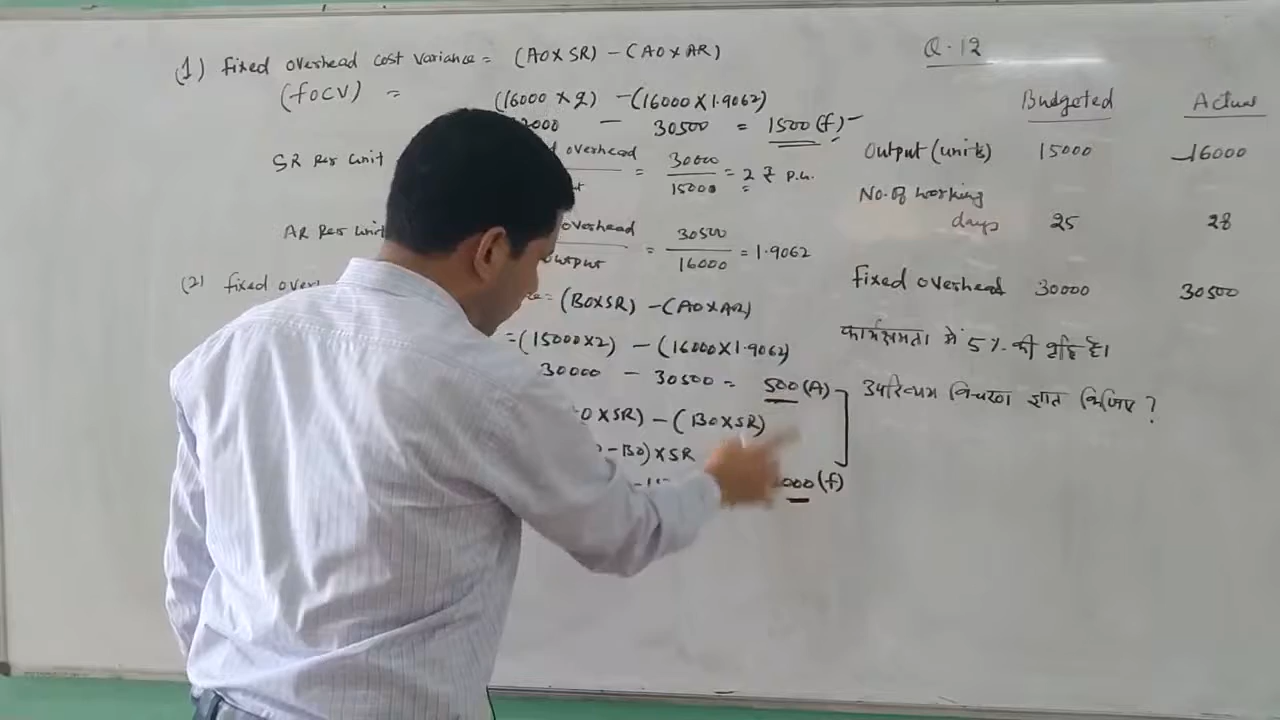 (1) fixed overhead cost variance = (AO×SR) - (AO×AR)
(FOCV) = (16000 × 2) - (16000×1.9062)
2000 - 30500 = 1500 (f)
SR Per unit overhead = 30000 / 15000 = 2 ₹ p.u.
AR Per unit overhead / output = 30500 / 16000 = 1.9062
(2) fixed = (BO×SR) - (AO×AR)
= (15000×2) - (16000×1.9062)
30000 - 30500 = 500 (A)
O×SR) - (BO×SR)
-BO)×SR
000 (f)
Q.12
Budgeted Actual
Output (units) 15000 16000
No. of working days 25 28
Fixed overhead 30000 30500
कार्यक्षमता में 5%. की वृद्धि है।
उपरिव्यय विचरण ज्ञात किजिए ?